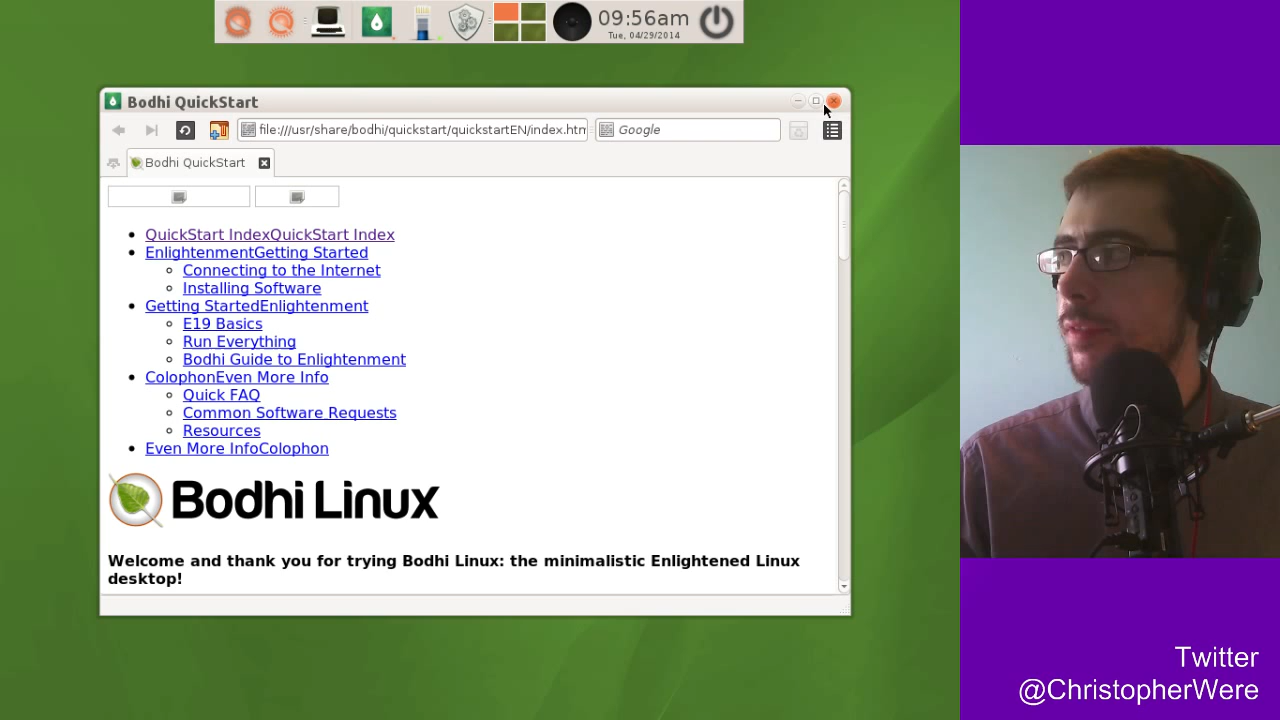 09:56am
Tue, 04/29/2014
Bodhi QuickStart
file:///usr/share/bodhi/quickstart/quickstartEN/index.htm
Google
Bodhi QuickStart
QuickStart IndexQuickStart Index
EnlightenmentGetting Started
Connecting to the Internet
Installing Software
Getting StartedEnlightenment
E19 Basics
Run Everything
Bodhi Guide to Enlightenment
ColophonEven More Info
Quick FAQ
Common Software Requests
Resources
Even More InfoColophon
Bodhi Linux
Welcome and thank you for trying Bodhi Linux: the minimalistic Enlightened Linux
desktop!
Twitter
@ChristopherWere